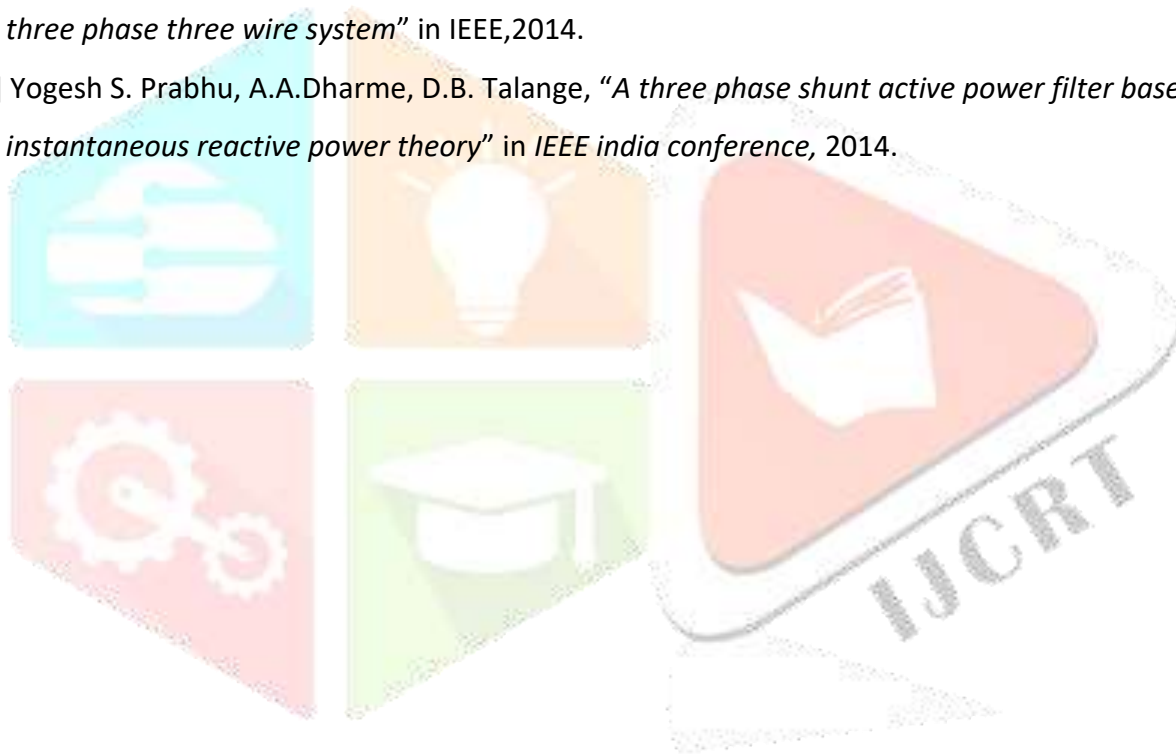 three phase three wire system” in IEEE,2014.
] Yogesh S. Prabhu, A.A.Dharme, D.B. Talange, “A three phase shunt active power filter base
instantaneous reactive power theory” in IEEE india conference, 2014.
IJCRT